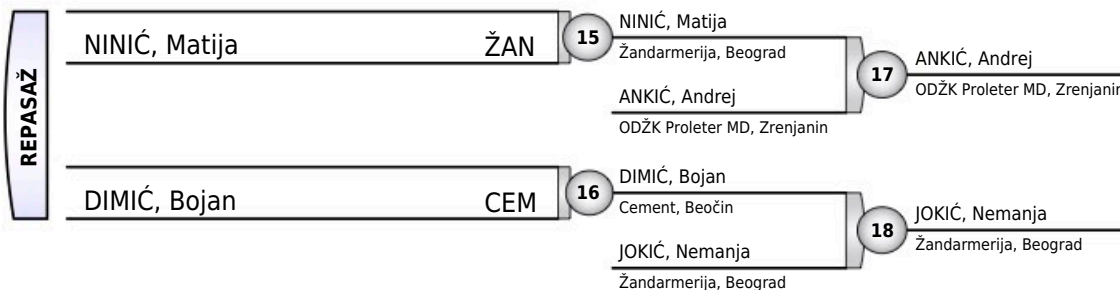 REPASAŽ
NINIĆ, Matija ŽAN
15
NINIĆ, Matija
Žandarmerija, Beograd
ANKIĆ, Andrej
ODŽK Proleter MD, Zrenjanin
17
ANKIĆ, Andrej
ODŽK Proleter MD, Zrenjanin
DIMIĆ, Bojan CEM
16
DIMIĆ, Bojan
Cement, Beočin
JOKIĆ, Nemanja
Žandarmerija, Beograd
18
JOKIĆ, Nemanja
Žandarmerija, Beograd